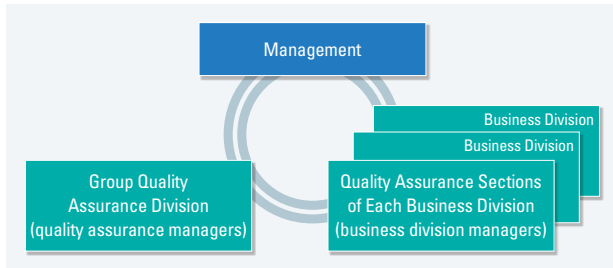 Management
Business Division
Business Division
Group Quality
Assurance Division
(quality assurance managers)
Quality Assurance Sections
of Each Business Division
(business division managers)